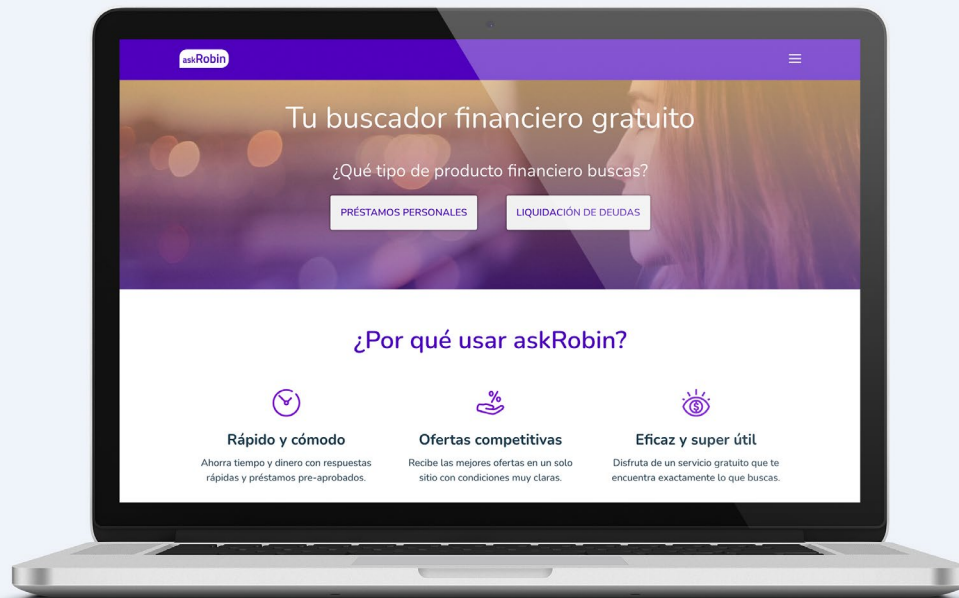 askRobin
Tu buscador financiero gratuito
¿Qué tipo de producto financiero buscas?
PRÉSTAMOS PERSONALES LIQUIDACIÓN DE DEUDAS
¿Por qué usar askRobin?
%
$
Rápido y cómodo
Ahorra tiempo y dinero con respuestas
rápidas y préstamos pre-aprobados.
Ofertas competitivas
Recibe las mejores ofertas en un solo
sitio con condiciones muy claras.
Eficaz y super útil
Disfruta de un servicio gratuito que te
encuentra exactamente lo que buscas.